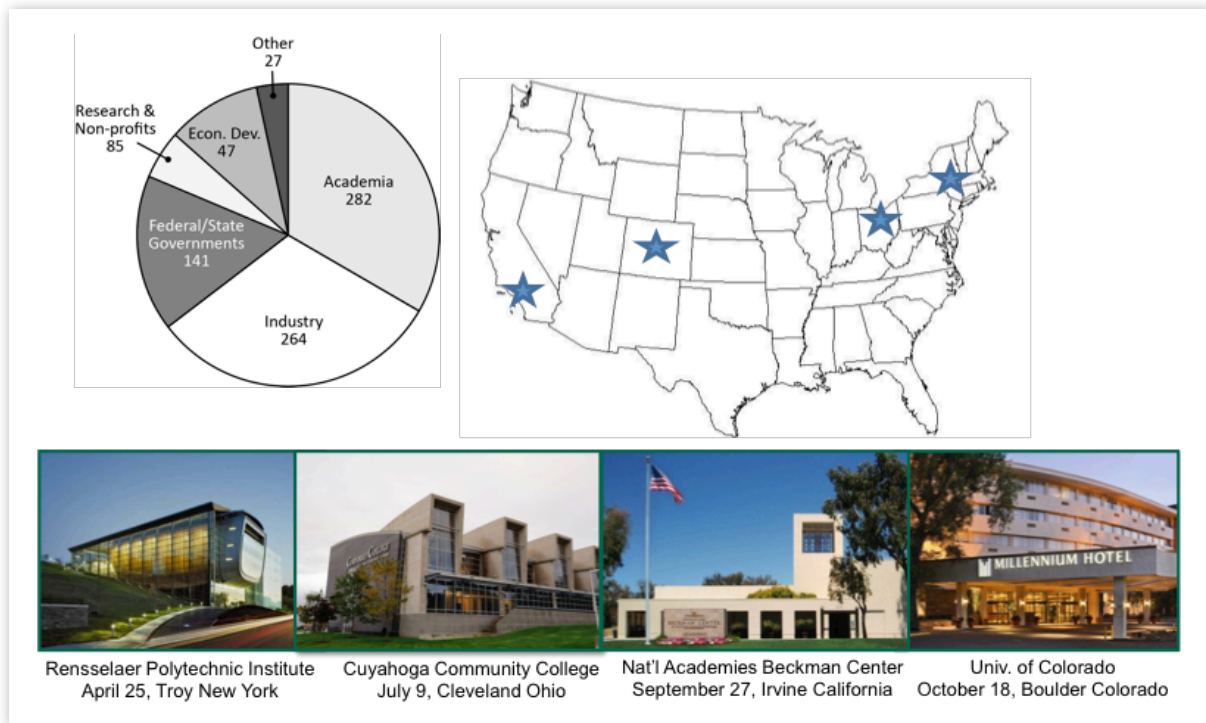 Other
27
Research &
Non-profits
85
Econ. Dev.
47
Academia
282
Federal/State
Governments
141
Industry
264
MILLENNIUM HOTEL
Rensselaer Polytechnic Institute
April 25, Troy New York
Cuyahoga Community College
July 9, Cleveland Ohio
Nat'l Academies Beckman Center
September 27, Irvine California
Univ. of Colorado
October 18, Boulder Colorado